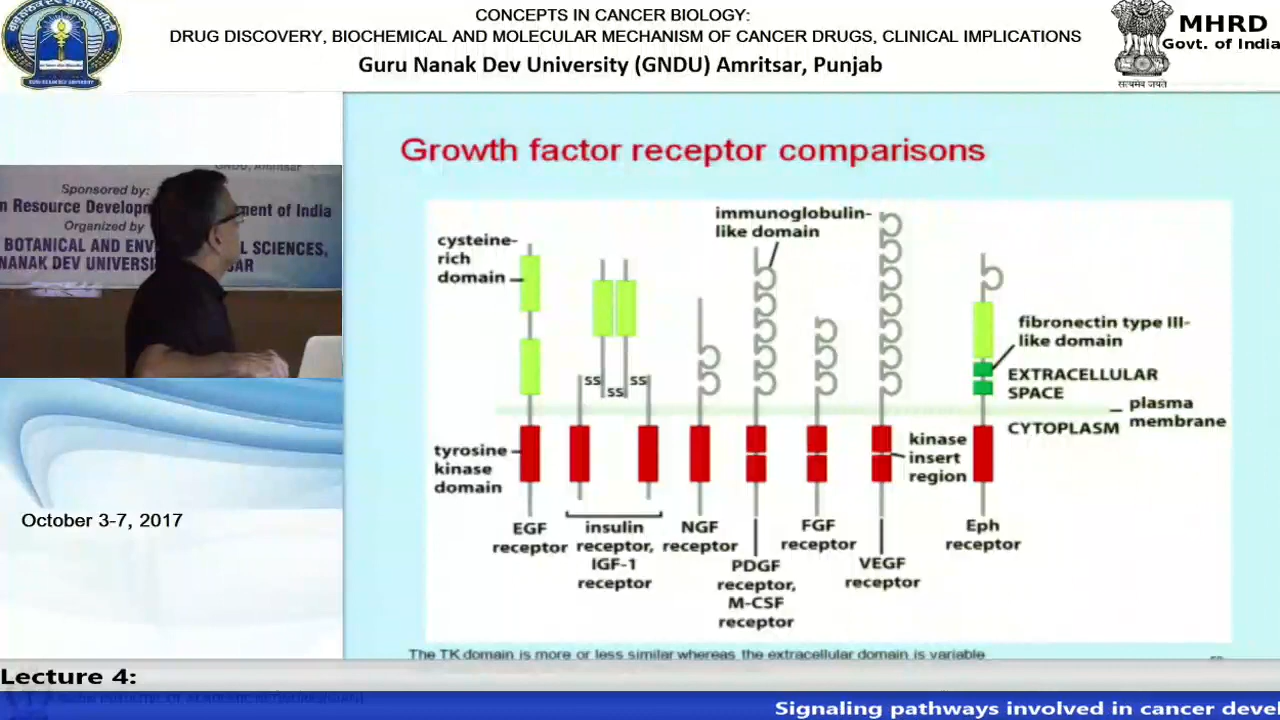 CONCEPTS IN CANCER BIOLOGY:
DRUG DISCOVERY, BIOCHEMICAL AND MOLECULAR MECHANISM OF CANCER DRUGS, CLINICAL IMPLICATIONS
Guru Nanak Dev University (GNDU) Amritsar, Punjab
MHRD
Govt. of India
सत्यमेव जयते
Growth factor receptor comparisons
cysteine-
rich
domain
immunoglobulin-
like domain
fibronectin type III-
like domain
EXTRACELLULAR
SPACE
plasma
membrane
CYTOPLASM
ss
ss
ss
tyrosine
kinase
domain
kinase
insert
region
EGF
receptor
insulin
receptor,
IGF-1
receptor
NGF
receptor
PDGF
receptor,
M-CSF
receptor
FGF
receptor
VEGF
receptor
Eph
receptor
The TK domain is more or less similar whereas the extracellular domain is variable
GNDU, Amritsar
Sponsored by:
n Resource Develop ment of India
Organized by
BOTANICAL AND ENV L SCIENCES,
NANAK DEV UNIVERSI SAR
October 3-7, 2017
Lecture 4:
Signaling pathways involved in cancer deve